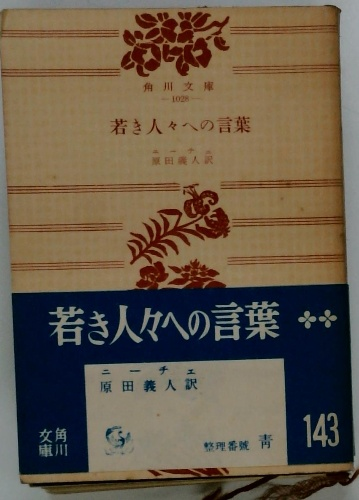 角川文庫
—1028—
若き人々への言葉
ニーチェ
原田義人訳
若き人々への言葉
ニーチェ
原田義人訳
角川文庫
整理番號 青
143